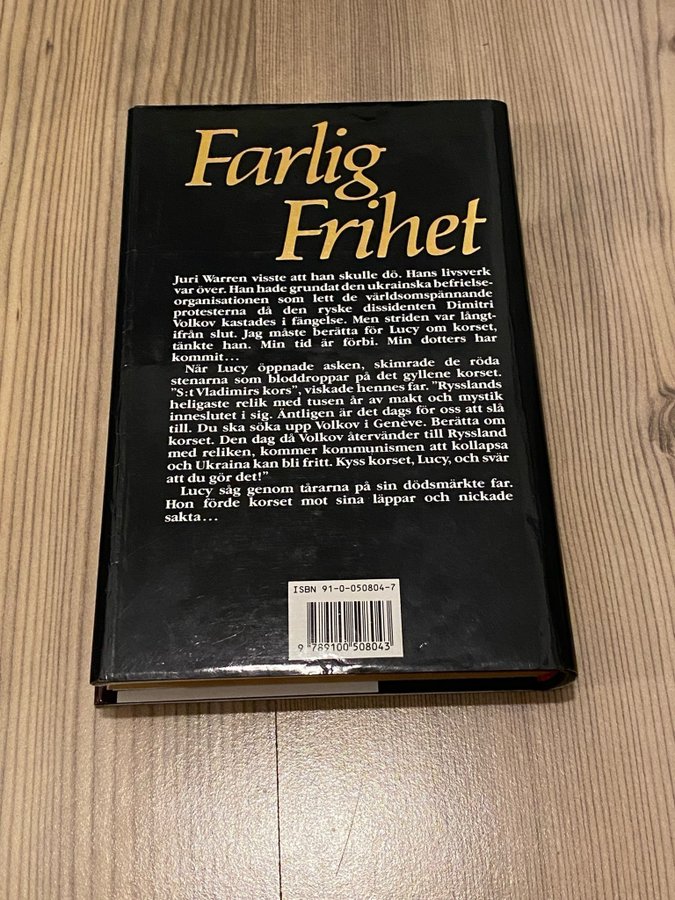 Farlig
Frihet
Juri Warren visste att han skulle dö. Hans livsverk
var över. Han hade grundat den ukrainska befrielse-
organisationen som lett de världsomspännande
protesterna då den ryske dissidenten Dimitri
Volkov kastades i fängelse. Men striden var långt-
ifrån slut. Jag måste berätta för Lucy om korset,
tänkte han. Min tid är förbi. Min dotters har
kommit...
När Lucy öppnade asken, skimrade de röda
stenarna som bloddroppar på det gyllene korset.
"S:t Vladimirs kors", viskade hennes far. "Rysslands
heligaste relik med tusen år av makt och mystik
inneslutet i sig. Äntligen är det dags för oss att slå
till. Du ska söka upp Volkov i Genève. Berätta om
korset. Den dag då Volkov återvänder till Ryssland
med reliken, kommer kommunismen att kollapsa
och Ukraina kan bli fritt. Kyss korset, Lucy, och svär
att du gör det!"
Lucy såg genom tårarna på sin dödsmärkte far.
Hon förde korset mot sina läppar och nickade
sakta...
ISBN 91-0-050804-7
9 789100 508043